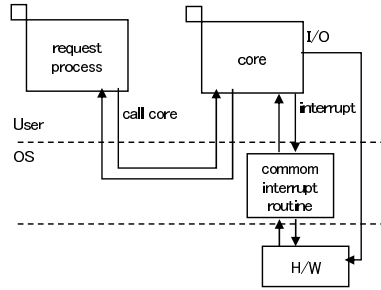 request
process
core
I/O
call core
interrupt
User
OS
commom
interrupt
routine
H/W